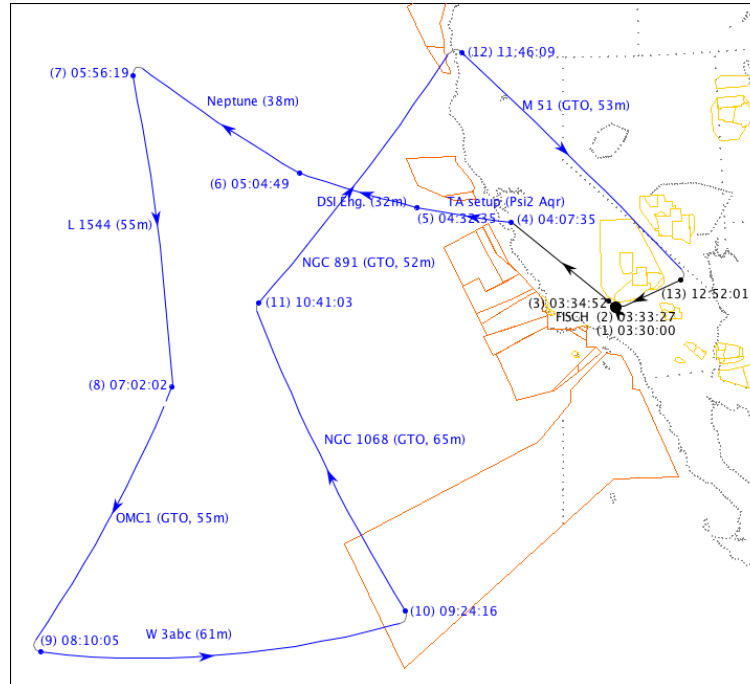 (12) 11:46:09
(7) 05:56:19
Neptune (38m)
M 51 (GTO, 53m)
(6) 05:04:49
DSI Eng. (32m)
TA setup (Psi2 Aqr)
(5) 04:32:35
(4) 04:07:35
L 1544 (55m)
NGC 891 (GTO, 52m)
(13) 12:52:01
(11) 10:41:03
(3) 03:34:52
FISCH
(2) 03:33:27
(1) 03:30:00
(8) 07:02:02
NGC 1068 (GTO, 65m)
OMC1 (GTO, 55m)
(10) 09:24:16
W 3abc (61m)
(9) 08:10:05